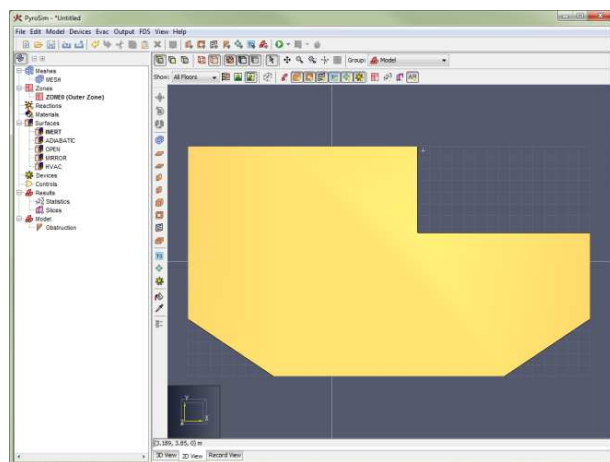 PyroSim - *Untitled
File Edit Model Devices Evac Output FDS View Help
Group: Model
Show: All Floors
Meshes
MESH
Zones
ZONE0 (Outer Zone)
Reactions
Materials
Surfaces
INERT
ADIABATIC
OPEN
MIRROR
HVAC
Devices
Controls
Results
Statistics
Slices
Model
Obstruction
Y
X
Z
(3.189, 3.85, 0) m
3D View 2D View Record View